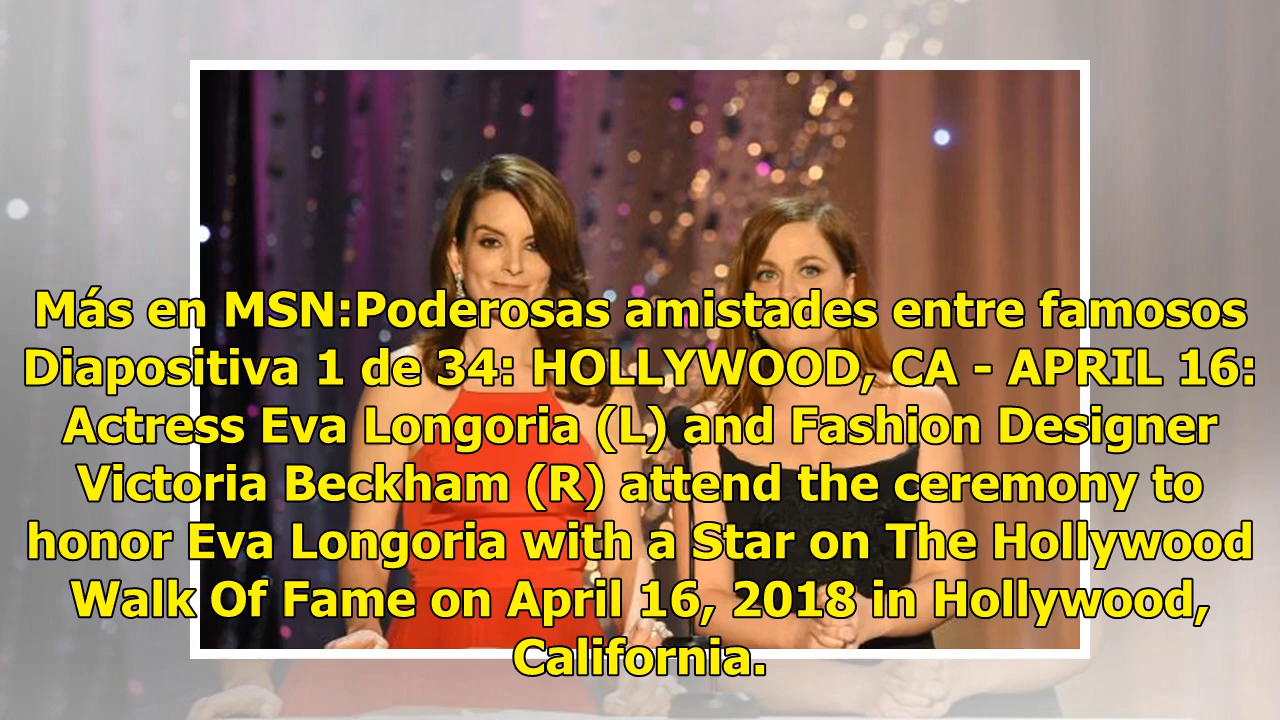 Más en MSN:Poderosas amistades entre famosos
Diapositiva 1 de 34: HOLLYWOOD, CA - APRIL 16:
Actress Eva Longoria (L) and Fashion Designer
Victoria Beckham (R) attend the ceremony to
honor Eva Longoria with a Star on The Hollywood
Walk Of Fame on April 16, 2018 in Hollywood,
California.